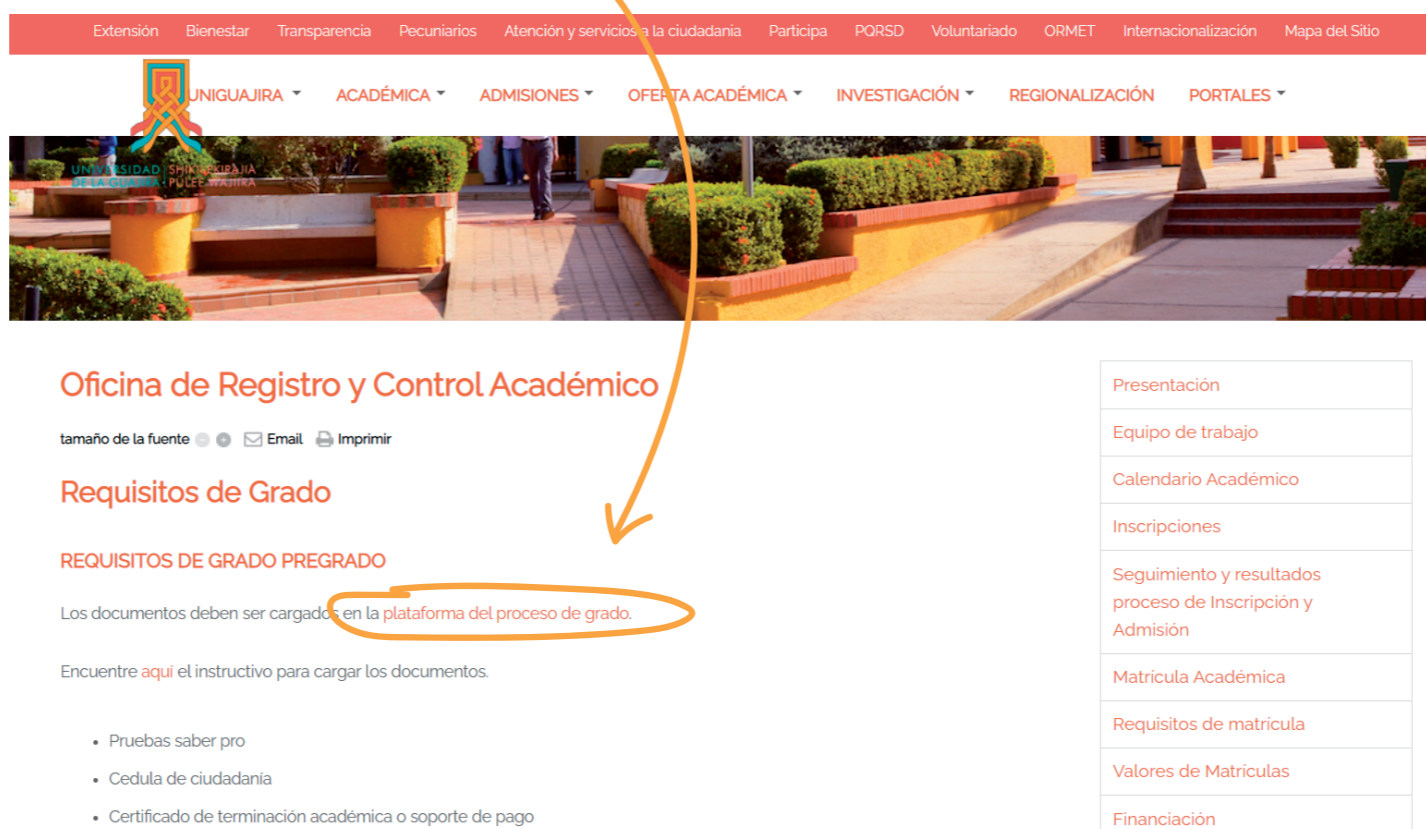 Extensión Bienestar Transparencia Pecuniarios Atención y servicios a la ciudadanía Participa PQRSD Voluntariado ORMET Internacionalización Mapa del Sitio
UNIGUAJIRA ACADÉMICA ADMISIONES OFERTA ACADÉMICA INVESTIGACIÓN REGIONALIZACIÓN PORTALES
UNIVERSIDAD
DE LA GUAJIRA
Oficina de Registro y Control Académico
tamaño de la fuente Email Imprimir
Requisitos de Grado
REQUISITOS DE GRADO PREGRADO
Los documentos deben ser cargados en la plataforma del proceso de grado.
Encuentre aquí el instructivo para cargar los documentos.
• Pruebas saber pro
• Cedula de ciudadanía
• Certificado de terminación académica o soporte de pago
Presentación
Equipo de trabajo
Calendario Académico
Inscripciones
Seguimiento y resultados
proceso de Inscripción y
Admisión
Matrícula Académica
Requisitos de matrícula
Valores de Matrículas
Financiación